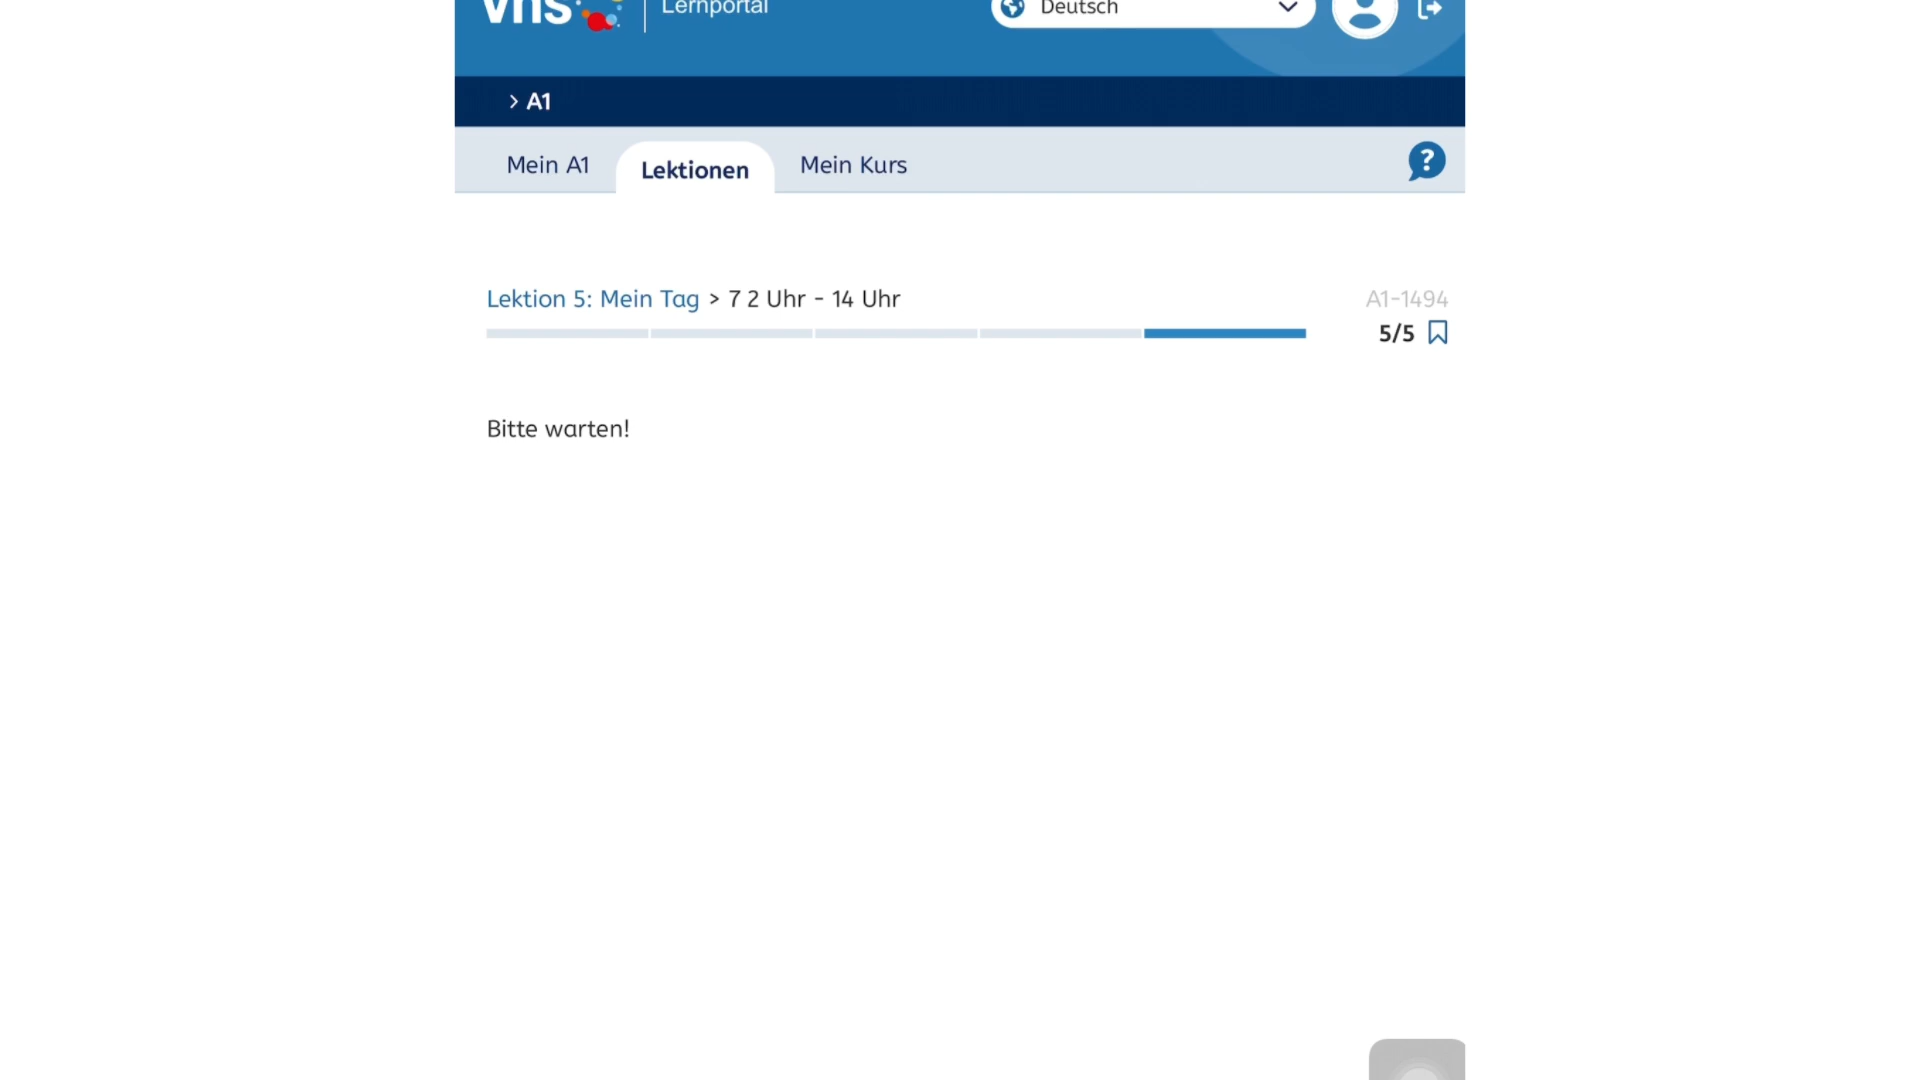 vhs
Lernportal
Deutsch
> A1
Mein A1
Lektionen
Mein Kurs
?
Lektion 5: Mein Tag > 7 2 Uhr - 14 Uhr
A1-1494
5/5
Bitte warten!